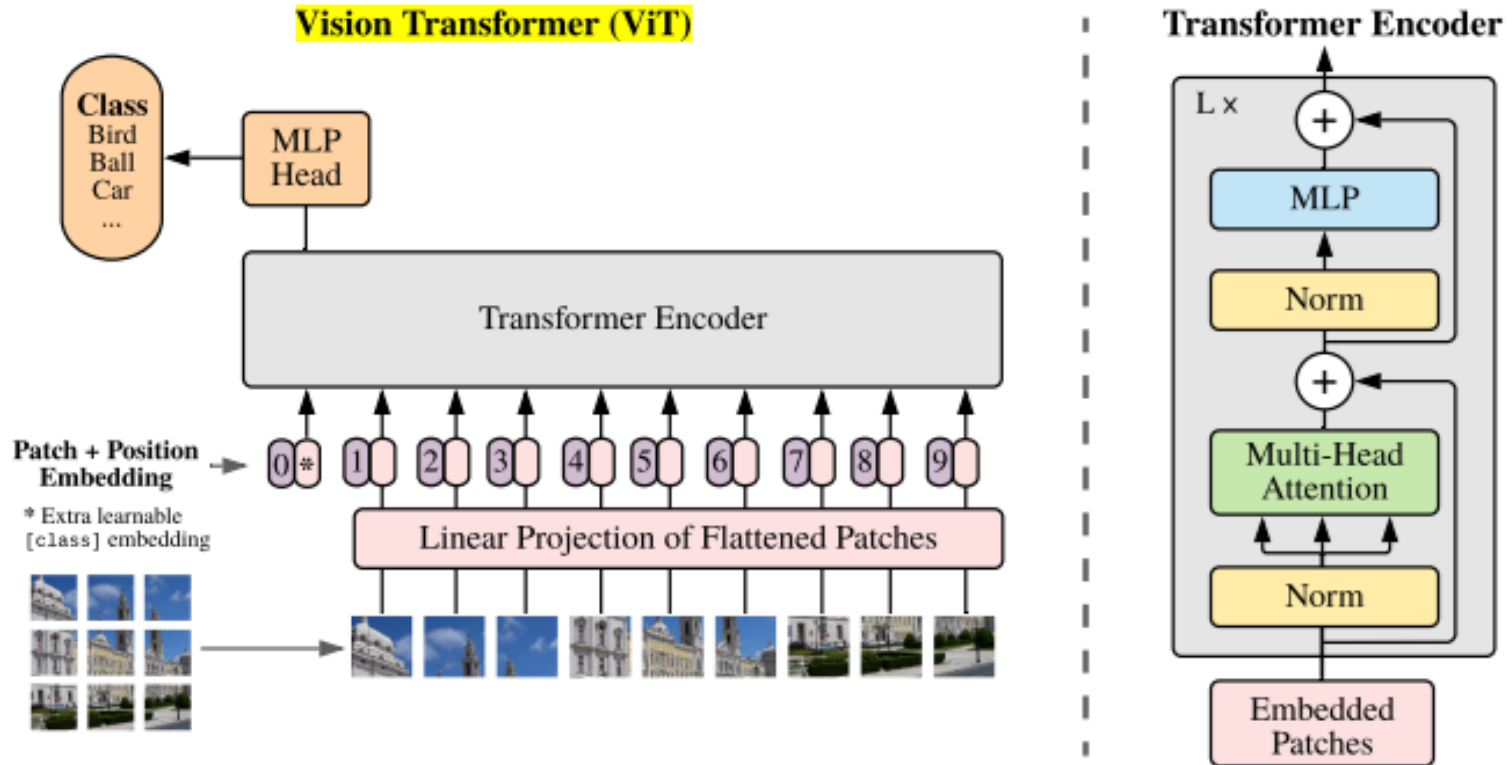 Vision Transformer (ViT)
Class
Bird
Ball
Car
...
MLP
Head
Transformer Encoder
Patch + Position
Embedding
* Extra learnable
[class] embedding
0 * 1 2 3 4 5 6 7 8 9
Linear Projection of Flattened Patches
Transformer Encoder
L ×
+
MLP
Norm
+
Multi-Head
Attention
Norm
Embedded
Patches